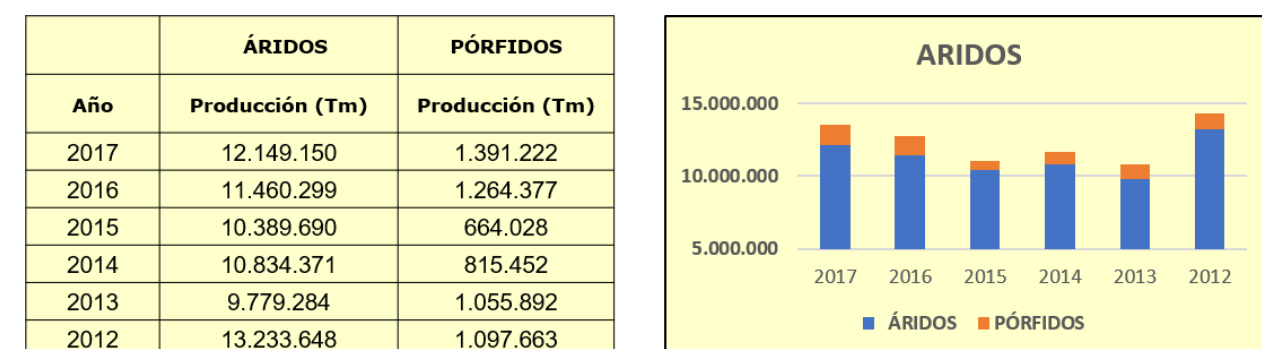 ÁRIDOS PÓRFIDOS
Año Producción (Tm) Producción (Tm)
2017 12.149.150 1.391.222
2016 11.460.299 1.264.377
2015 10.389.690 664.028
2014 10.834.371 815.452
2013 9.779.284 1.055.892
2012 13.233.648 1.097.663
ARIDOS
15.000.000
10.000.000
5.000.000
2017 2016 2015 2014 2013 2012
ÁRIDOS PÓRFIDOS